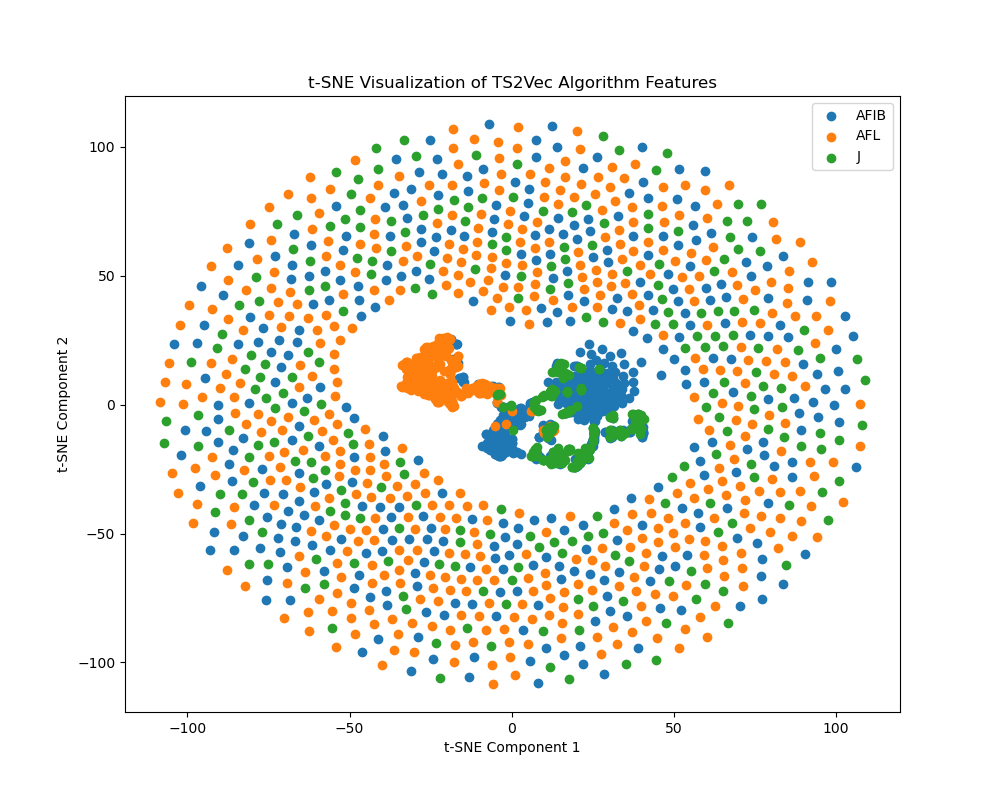 t-SNE Visualization of TS2Vec Algorithm Features
AFIB
AFL
J
100
50
0
−50
−100
t-SNE Component 2
−100
−50
0
50
100
t-SNE Component 1